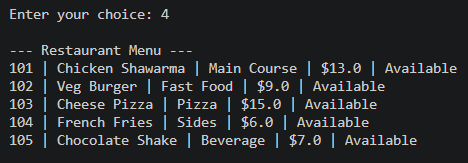 Enter your choice: 4
--- Restaurant Menu ---
101 | Chicken Shawarma | Main Course | $13.0 | Available
102 | Veg Burger | Fast Food | $9.0 | Available
103 | Cheese Pizza | Pizza | $15.0 | Available
104 | French Fries | Sides | $6.0 | Available
105 | Chocolate Shake | Beverage | $7.0 | Available